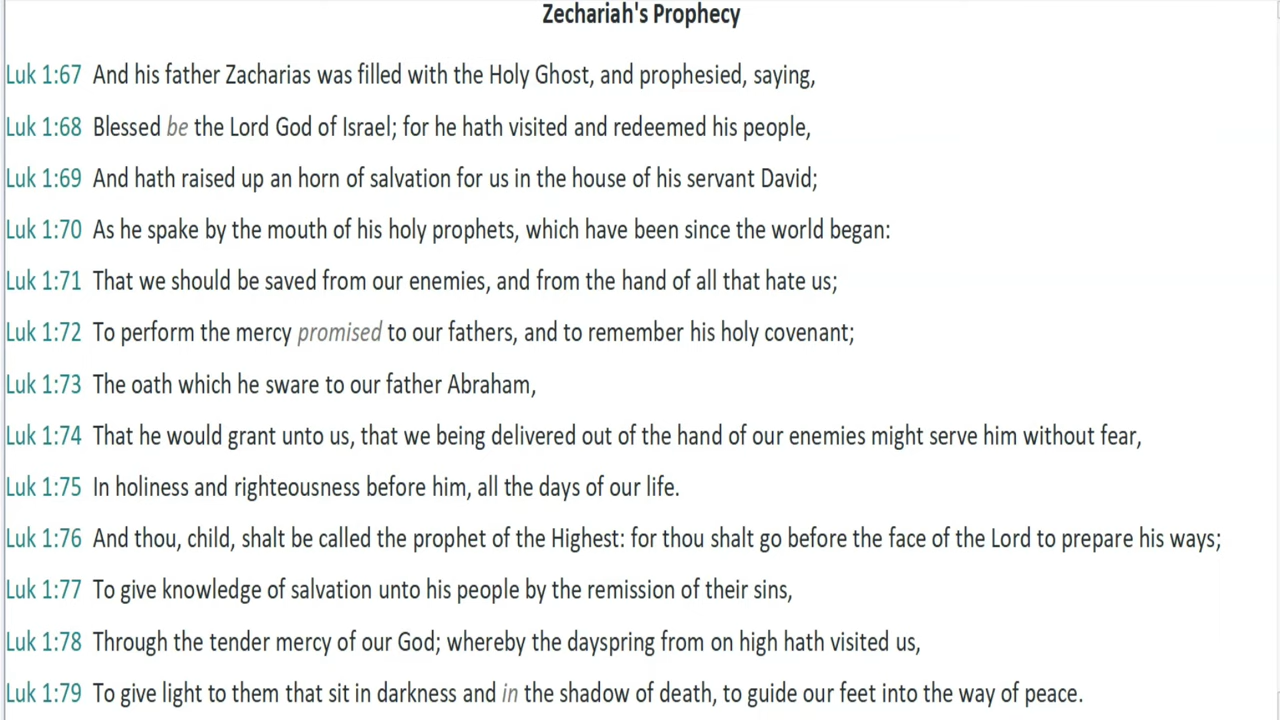 Zechariah's Prophecy
Luk 1:67 And his father Zacharias was filled with the Holy Ghost, and prophesied, saying,
Luk 1:68 Blessed be the Lord God of Israel; for he hath visited and redeemed his people,
Luk 1:69 And hath raised up an horn of salvation for us in the house of his servant David;
Luk 1:70 As he spake by the mouth of his holy prophets, which have been since the world began:
Luk 1:71 That we should be saved from our enemies, and from the hand of all that hate us;
Luk 1:72 To perform the mercy promised to our fathers, and to remember his holy covenant;
Luk 1:73 The oath which he sware to our father Abraham,
Luk 1:74 That he would grant unto us, that we being delivered out of the hand of our enemies might serve him without fear,
Luk 1:75 In holiness and righteousness before him, all the days of our life.
Luk 1:76 And thou, child, shalt be called the prophet of the Highest: for thou shalt go before the face of the Lord to prepare his ways;
Luk 1:77 To give knowledge of salvation unto his people by the remission of their sins,
Luk 1:78 Through the tender mercy of our God; whereby the dayspring from on high hath visited us,
Luk 1:79 To give light to them that sit in darkness and in the shadow of death, to guide our feet into the way of peace.